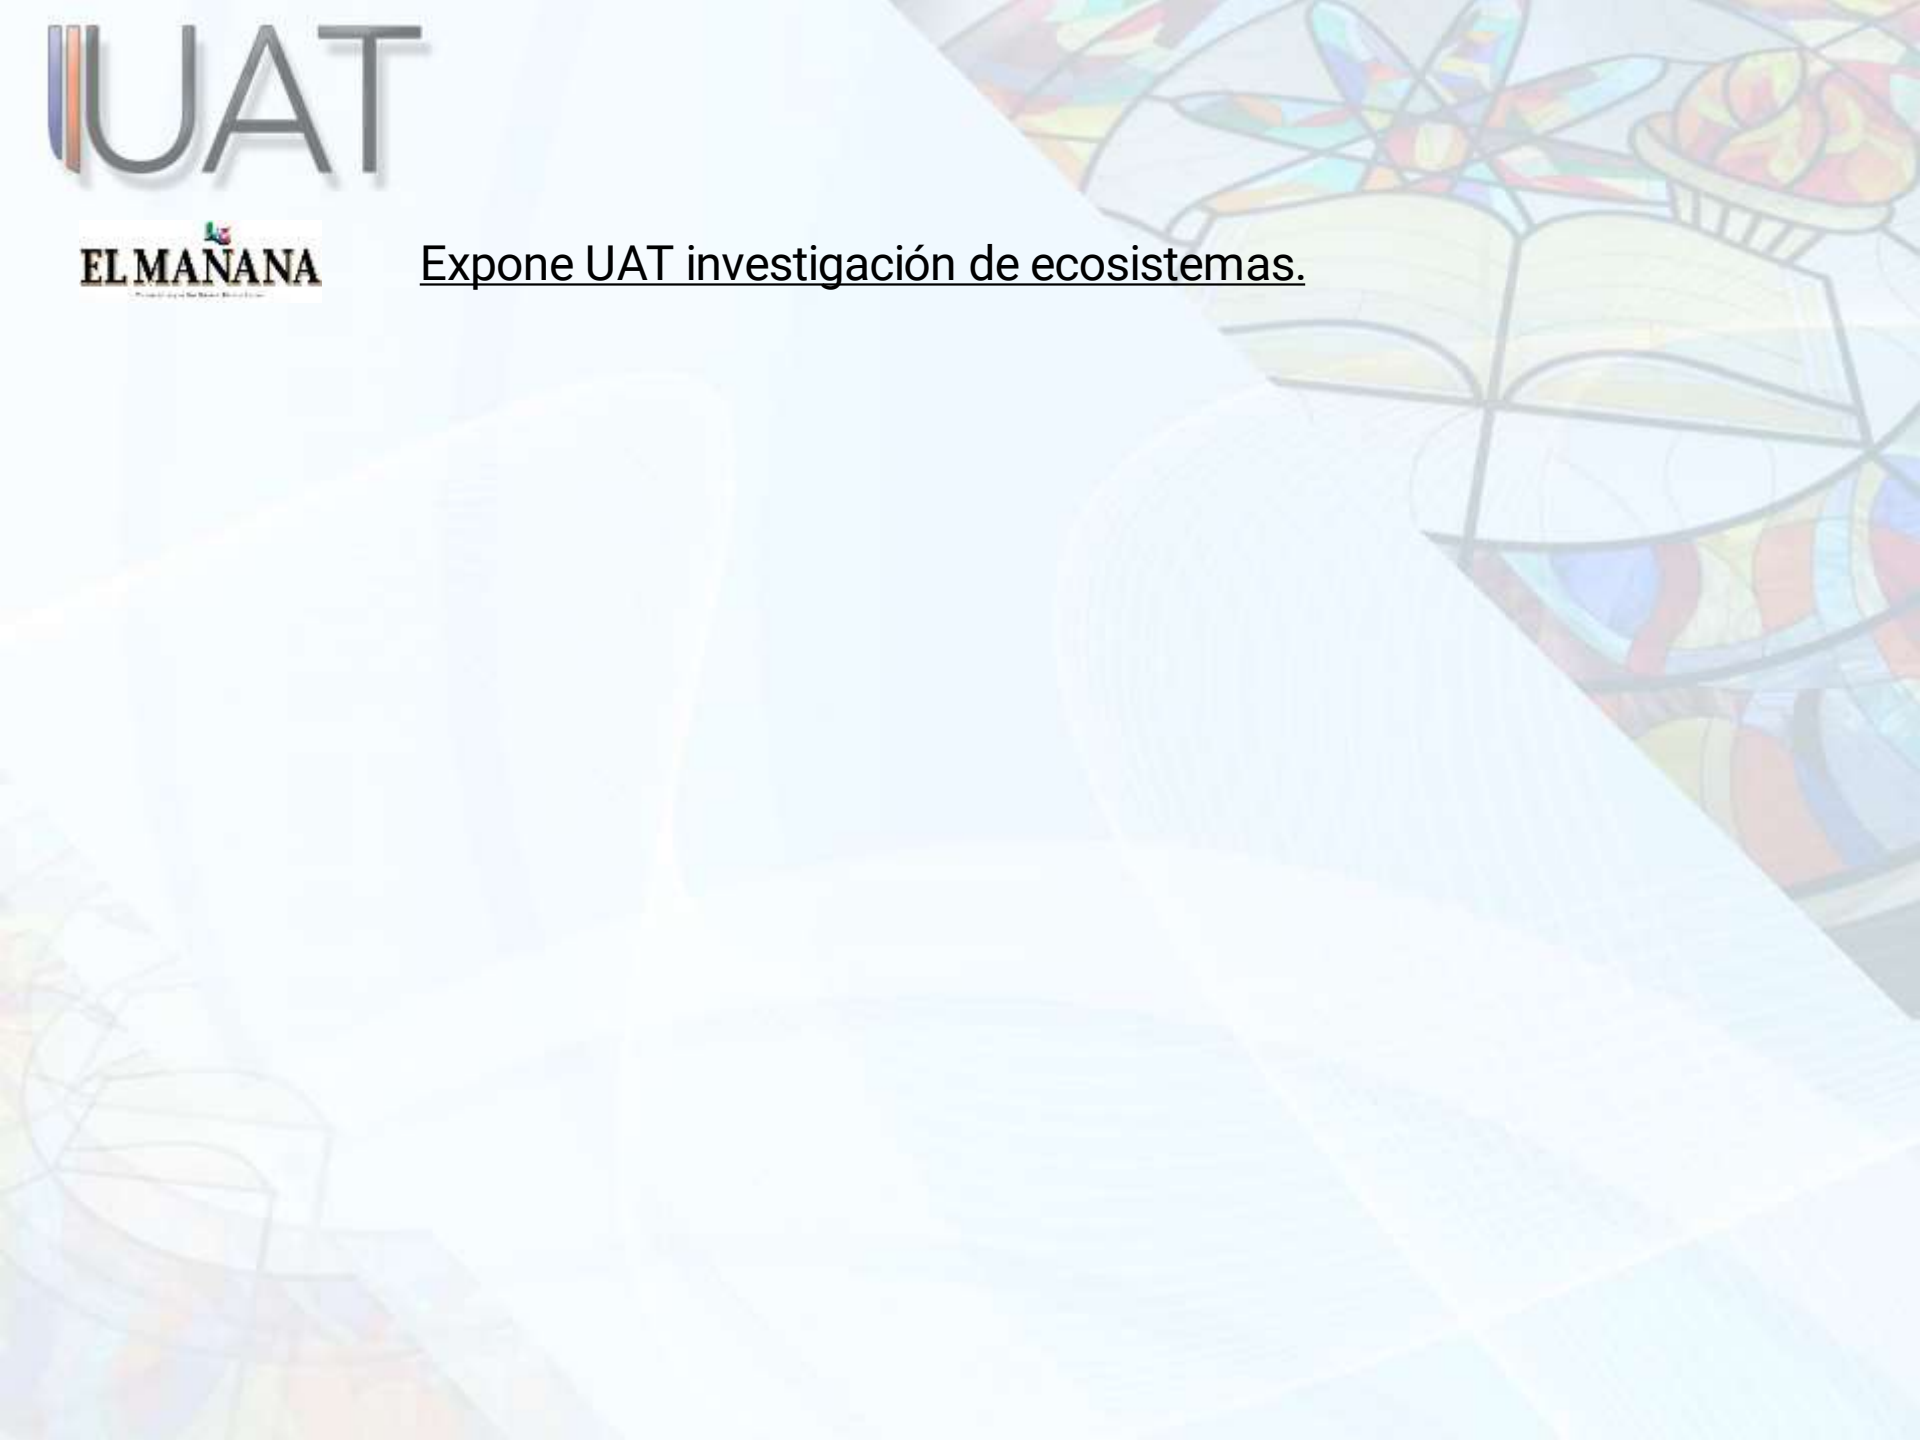 UAT
EL MAÑANA
Expone UAT investigación de ecosistemas.